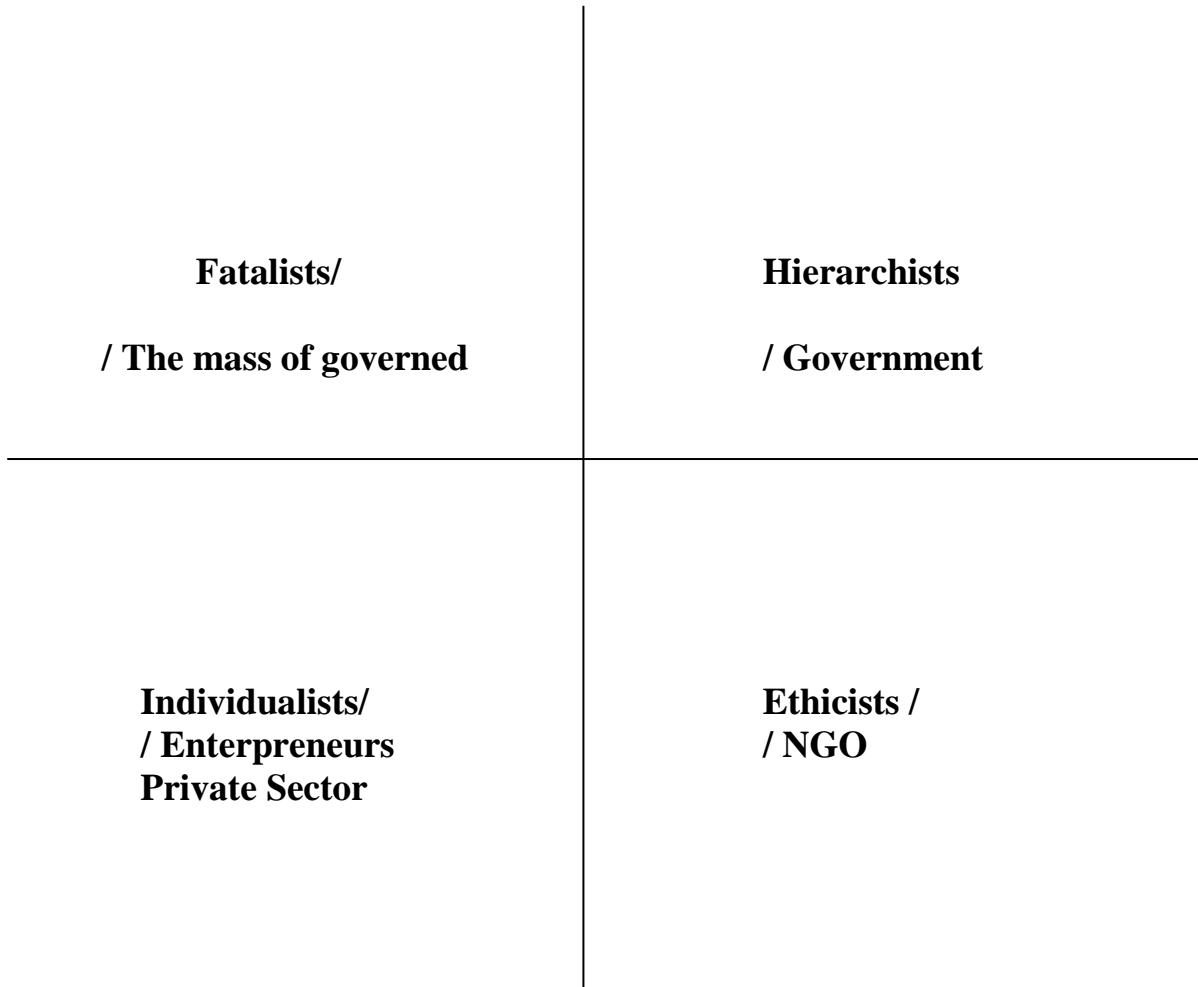 Fatalists/
/ The mass of governed
Hierarchists
/ Government
Individualists/
/ Enterpreneurs
Private Sector
Ethicists /
/ NGO